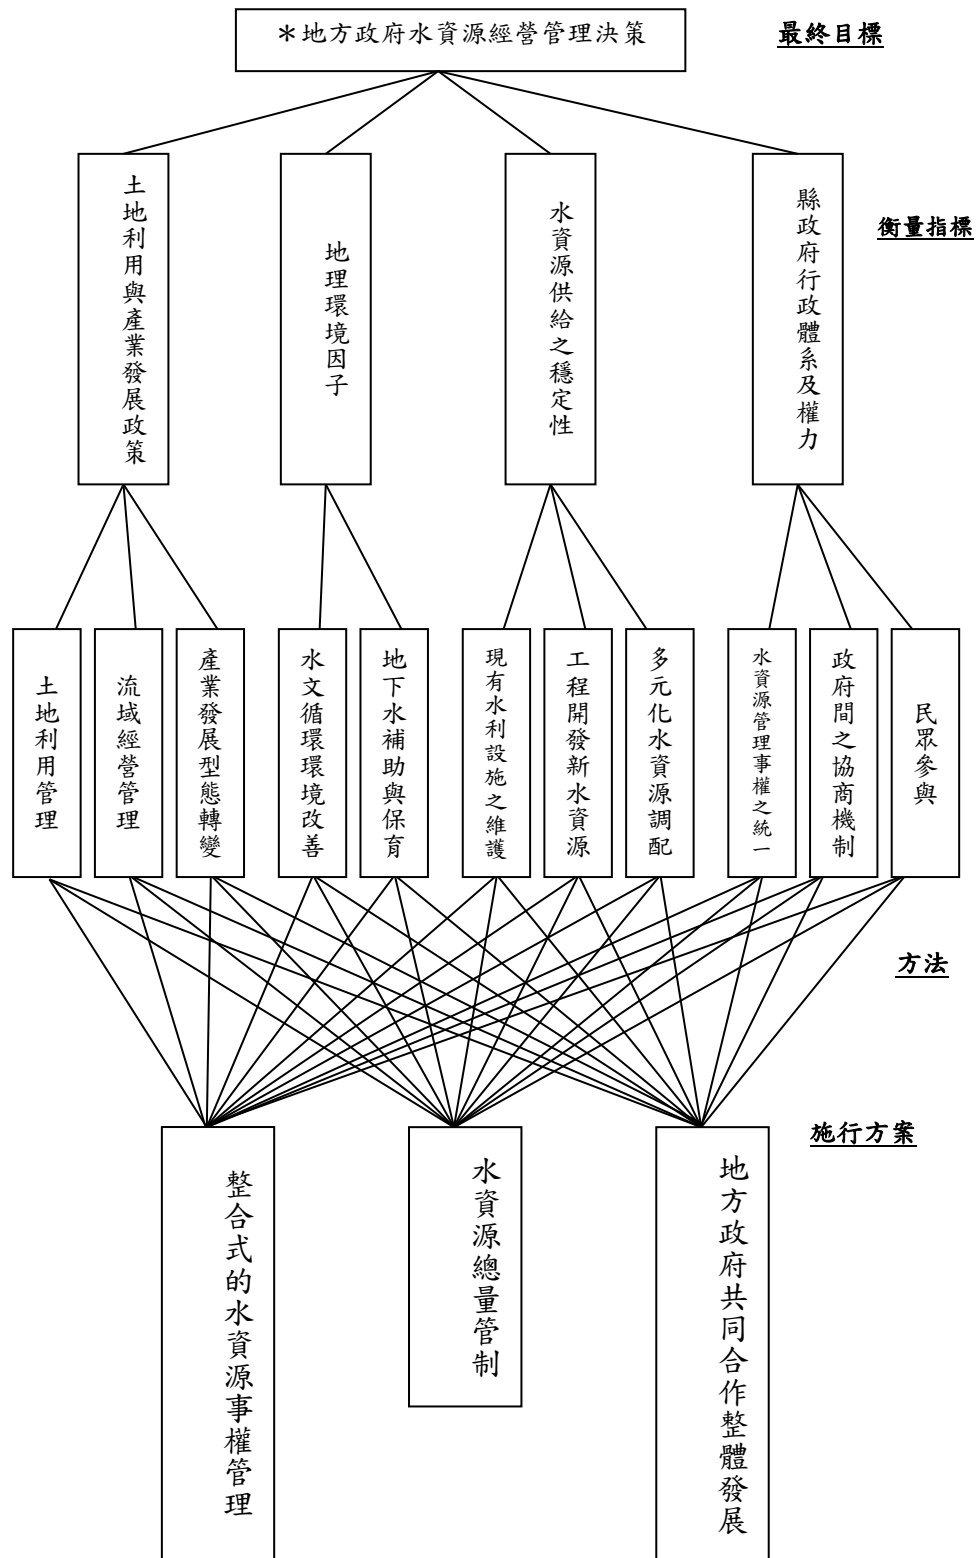 ＊地方政府水資源經營管理決策
最終目標
土地利用與產業發展政策
地理環境因子
水資源供給之穩定性
縣政府行政體系及權力
衡量指標
土地利用管理
流域經營管理
產業發展型態轉變
水文循環環境改善
地下水補助與保育
現有水利設施之維護
工程開發新水資源
多元化水資源調配
水資源管理事權之統一
政府間之協商機制
民眾參與
方法
施行方案
整合式的水資源事權管理
水資源總量管制
地方政府共同合作整體發展